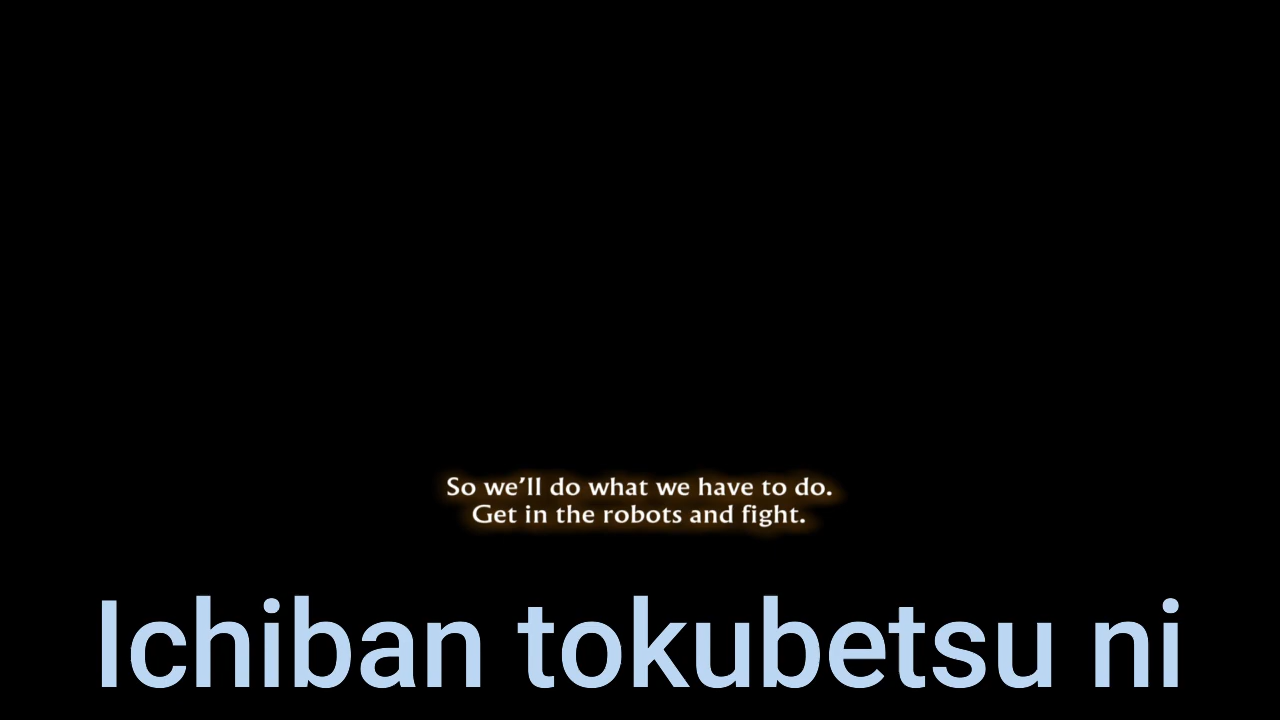 So we’ll do what we have to do.
Get in the robots and fight.
Ichiban tokubetsu ni